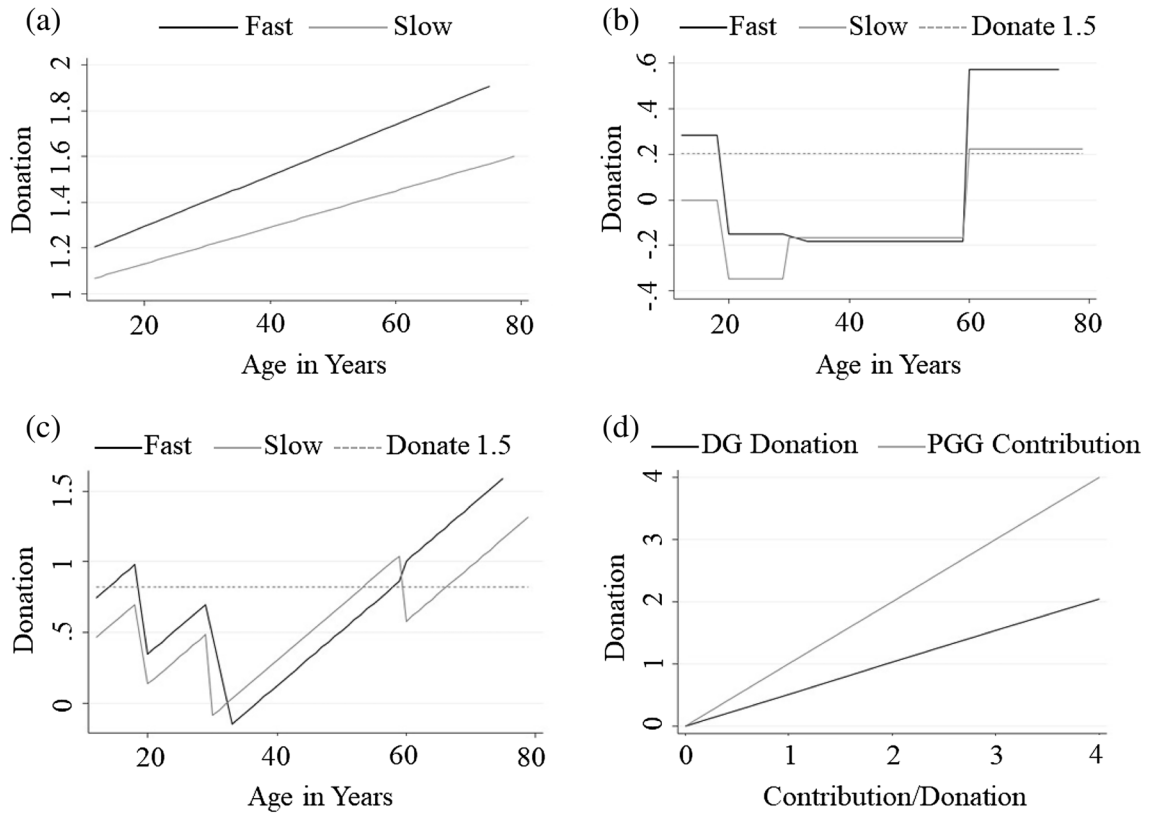 (a)
Fast Slow
Donation
2
1.8
1.6
1.4
1.2
1
20 40 60 80
Age in Years
(b)
Fast Slow Donate 1.5
Donation
.6
.4
.2
0
-.2
-.4
20 40 60 80
Age in Years
(c)
Fast Slow Donate 1.5
Donation
1.5
1
.5
0
20 40 60 80
Age in Years
(d)
DG Donation PGG Contribution
Donation
4
3
2
1
0
0 1 2 3 4
Contribution/Donation